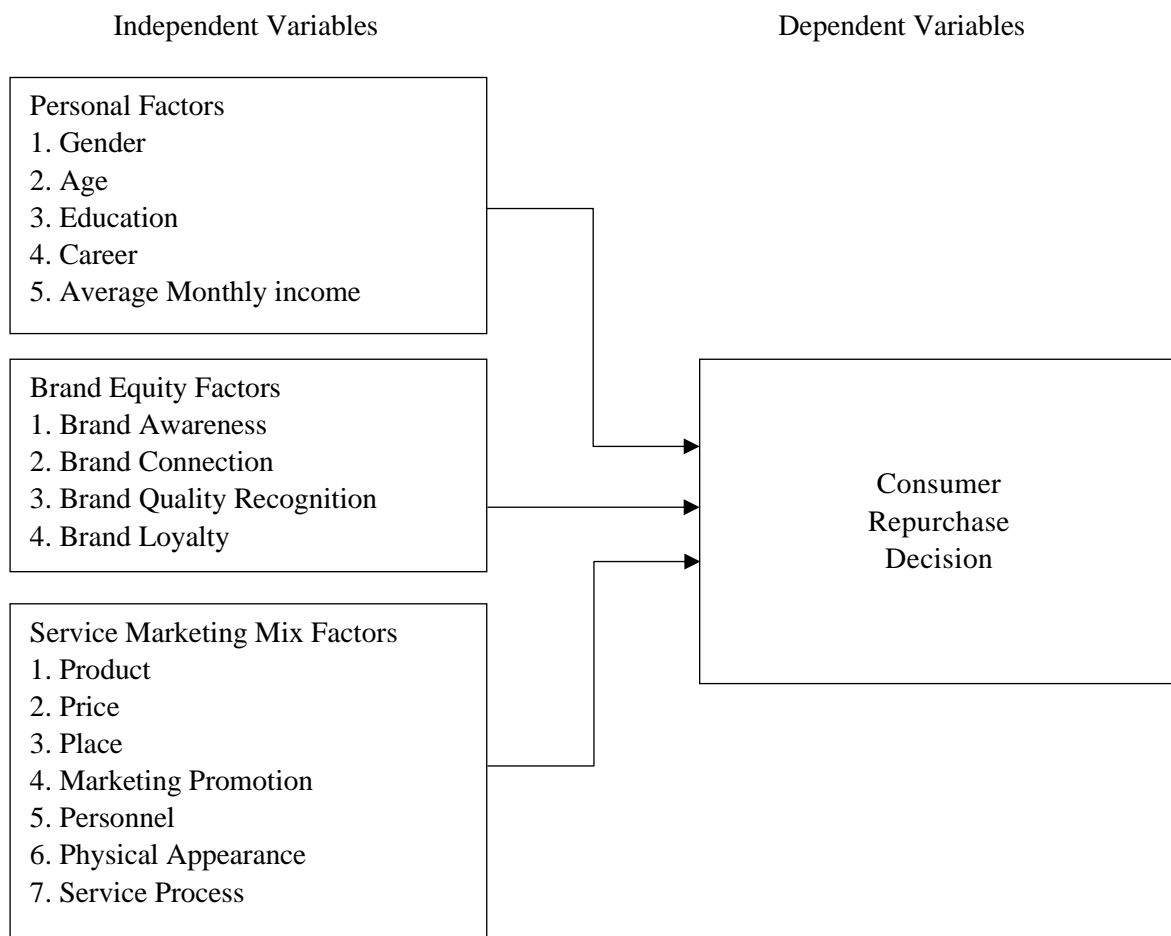 Independent Variables
Dependent Variables
Personal Factors
1. Gender
2. Age
3. Education
4. Career
5. Average Monthly income
Brand Equity Factors
1. Brand Awareness
2. Brand Connection
3. Brand Quality Recognition
4. Brand Loyalty
Service Marketing Mix Factors
1. Product
2. Price
3. Place
4. Marketing Promotion
5. Personnel
6. Physical Appearance
7. Service Process
Consumer
Repurchase
Decision